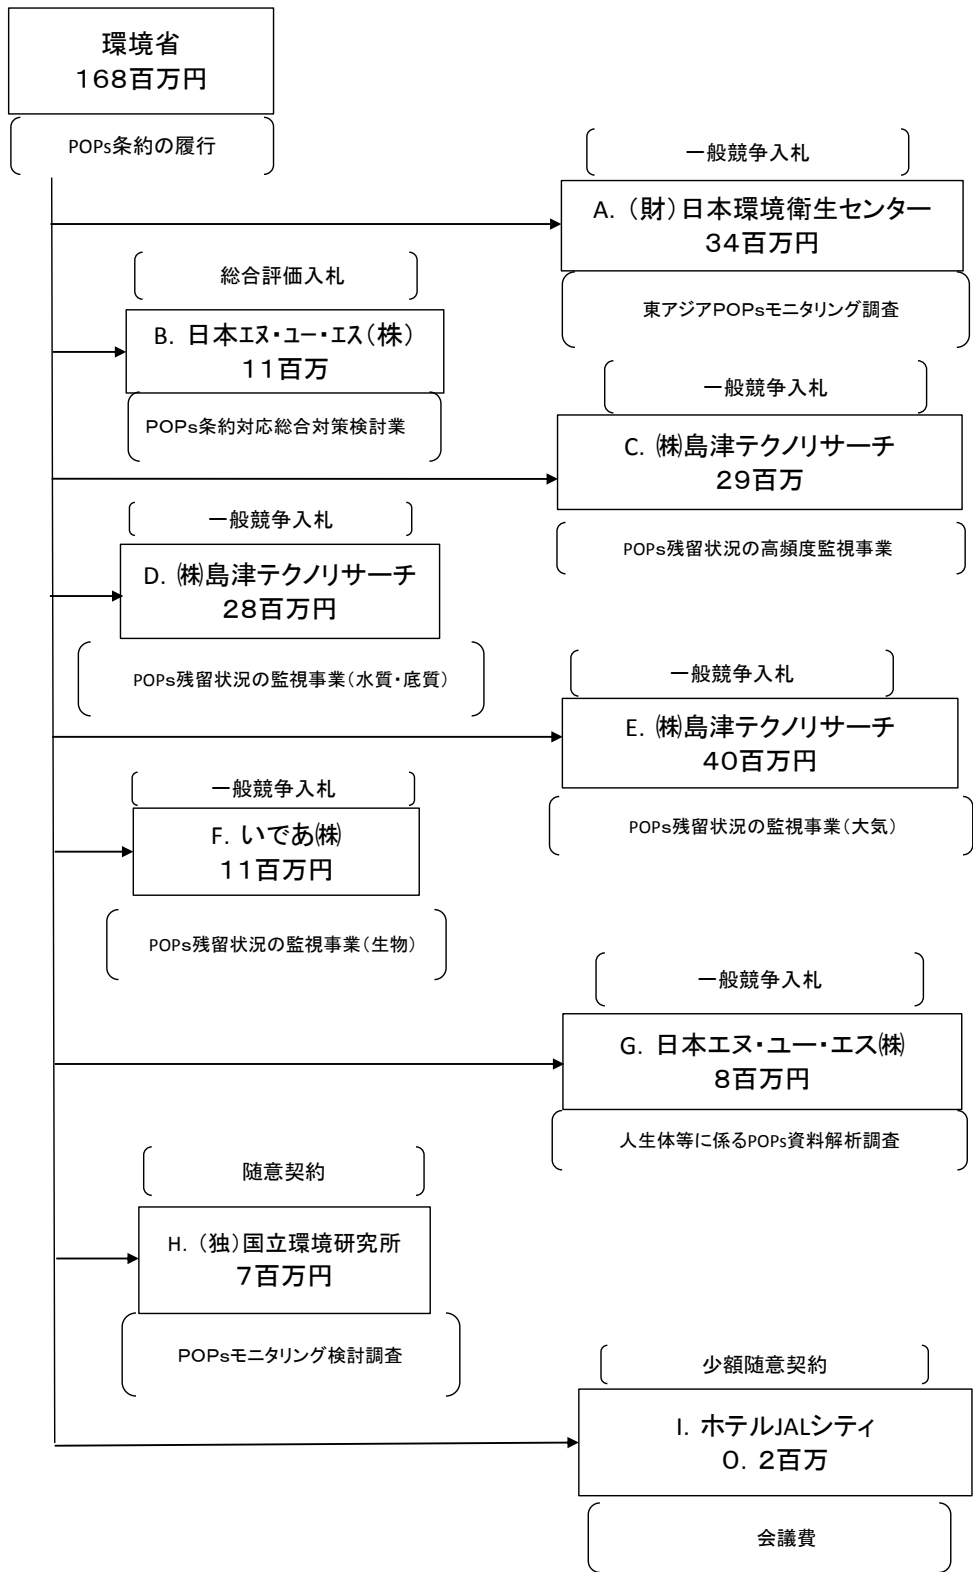 環境省
168百万円
POPs条約の履行
一般競争入札
A. (財)日本環境衛生センター
34百万円
東アジアPOPsモニタリング調査
総合評価入札
B. 日本エヌ・ユー・エス(株)
11百万
POPs条約対応総合対策検討業
一般競争入札
C. ㈱島津テクノリサーチ
29百万
POPs残留状況の高頻度監視事業
一般競争入札
D. ㈱島津テクノリサーチ
28百万円
POPs残留状況の監視事業(水質・底質)
一般競争入札
E. ㈱島津テクノリサーチ
40百万円
POPs残留状況の監視事業(大気)
一般競争入札
F. いであ㈱
11百万円
POPs残留状況の監視事業(生物)
一般競争入札
G. 日本エヌ・ユー・エス㈱
8百万円
人生体等に係るPOPs資料解析調査
随意契約
H. (独)国立環境研究所
7百万円
POPsモニタリング検討調査
少額随意契約
I. ホテルJALシティ
0. 2百万
会議費